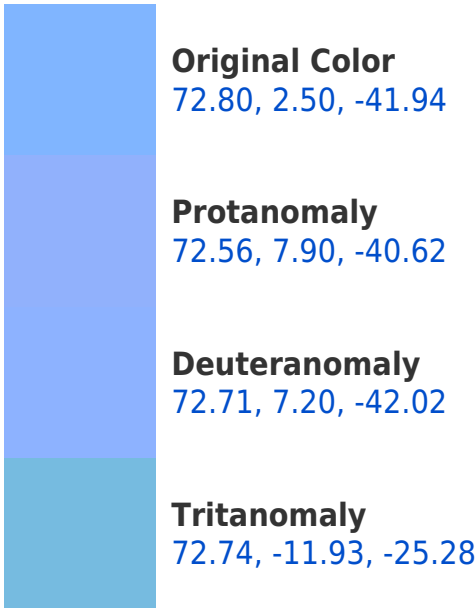 Original Color
72.80, 2.50, -41.94
Protanomaly
72.56, 7.90, -40.62
Deuteranomaly
72.71, 7.20, -42.02
Tritanomaly
72.74, -11.93, -25.28